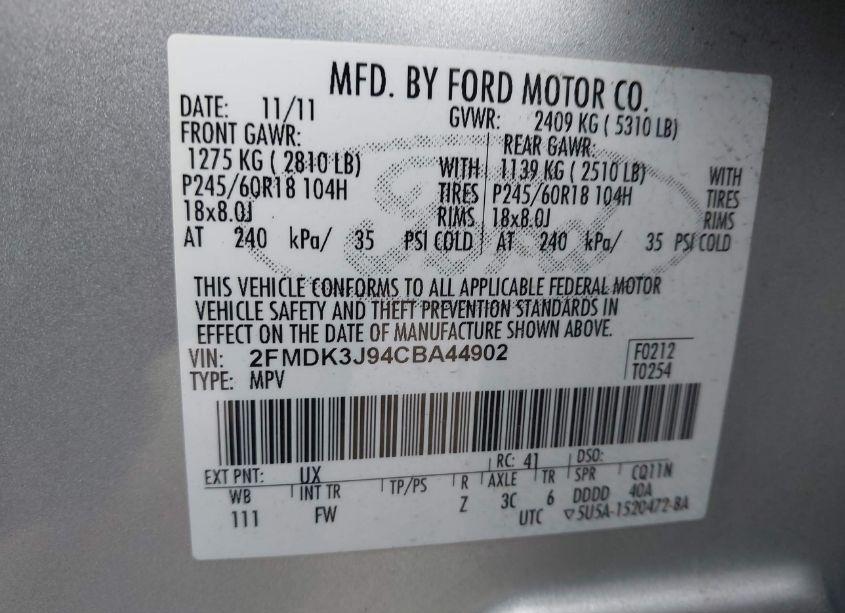 MFD. BY FORD MOTOR CO.
DATE: 11/11 GVWR: 2409 KG ( 5310 LB)
FRONT GAWR: REAR GAWR:
1275 KG ( 2810 LB) WITH 1139 KG ( 2510 LB) WITH
P245/60R18 104H TIRES P245/60R18 104H TIRES
18x8.0J RIMS 18x8.0J RIMS
AT 240 kPa/ 35 PSI COLD AT 240 kPa/ 35 PSI COLD
Ford
THIS VEHICLE CONFORMS TO ALL APPLICABLE FEDERAL MOTOR
VEHICLE SAFETY AND THEFT PREVENTION STANDARDS IN
EFFECT ON THE DATE OF MANUFACTURE SHOWN ABOVE.
VIN: 2FMDK3J94CBA44902 F0212
TYPE: MPV T0254
EXT PNT: UX RC: 41 DSO:
WB INT TR TP/PS R AXLE TR SPR CQ11N
111 FW Z 3C 6 DDDD 40A
UTC ▽5U5A-1520472-BA